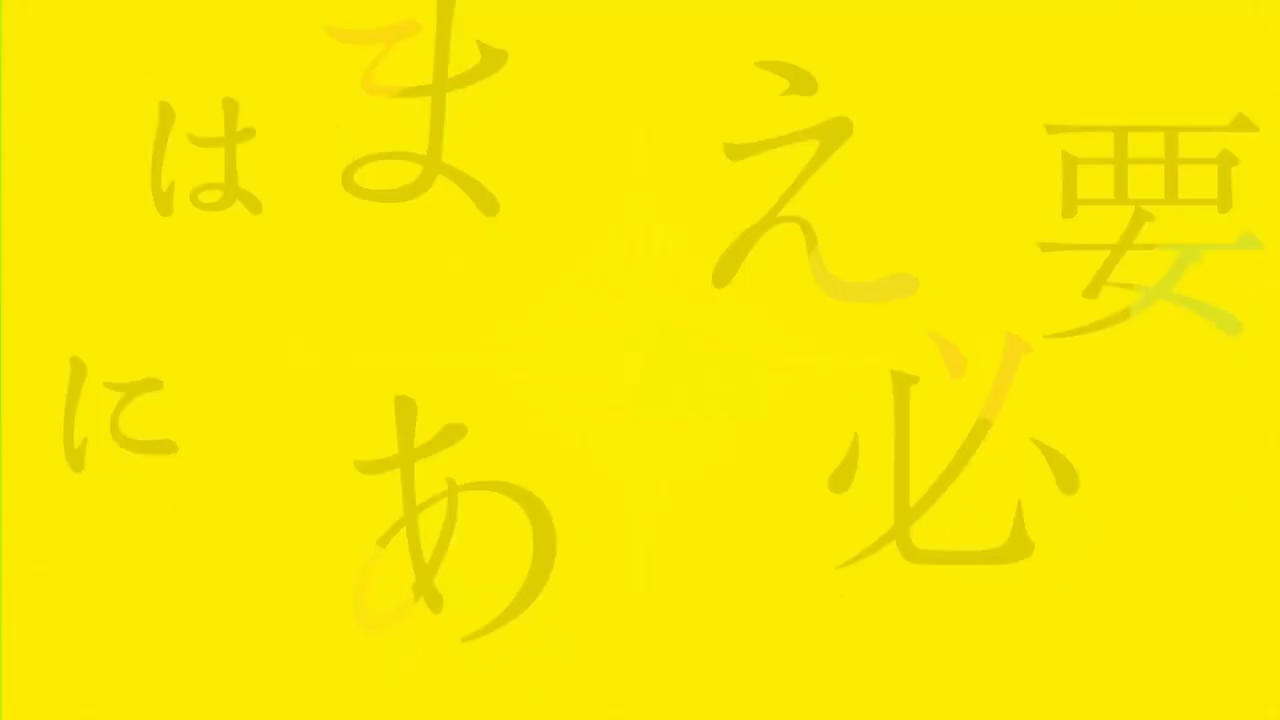 は
ま
え
要
に
あ
必